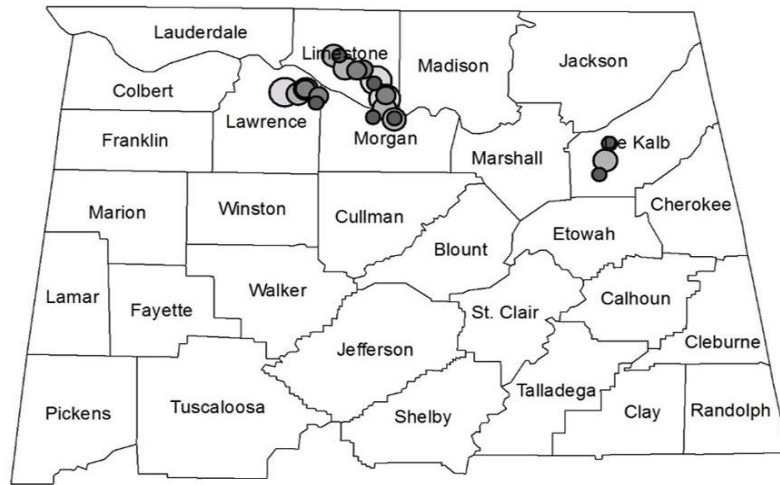 Lauderdale
Limestone
Madison
Jackson
Colbert
Lawrence
Franklin
Morgan
Marshall
e Kalb
Cherokee
Marion
Winston
Cullman
Blount
Etowah
Lamar
Fayette
Walker
St. Clair
Calhoun
Cleburne
Jefferson
Pickens
Tuscaloosa
Shelby
Talladega
Clay
Randolph